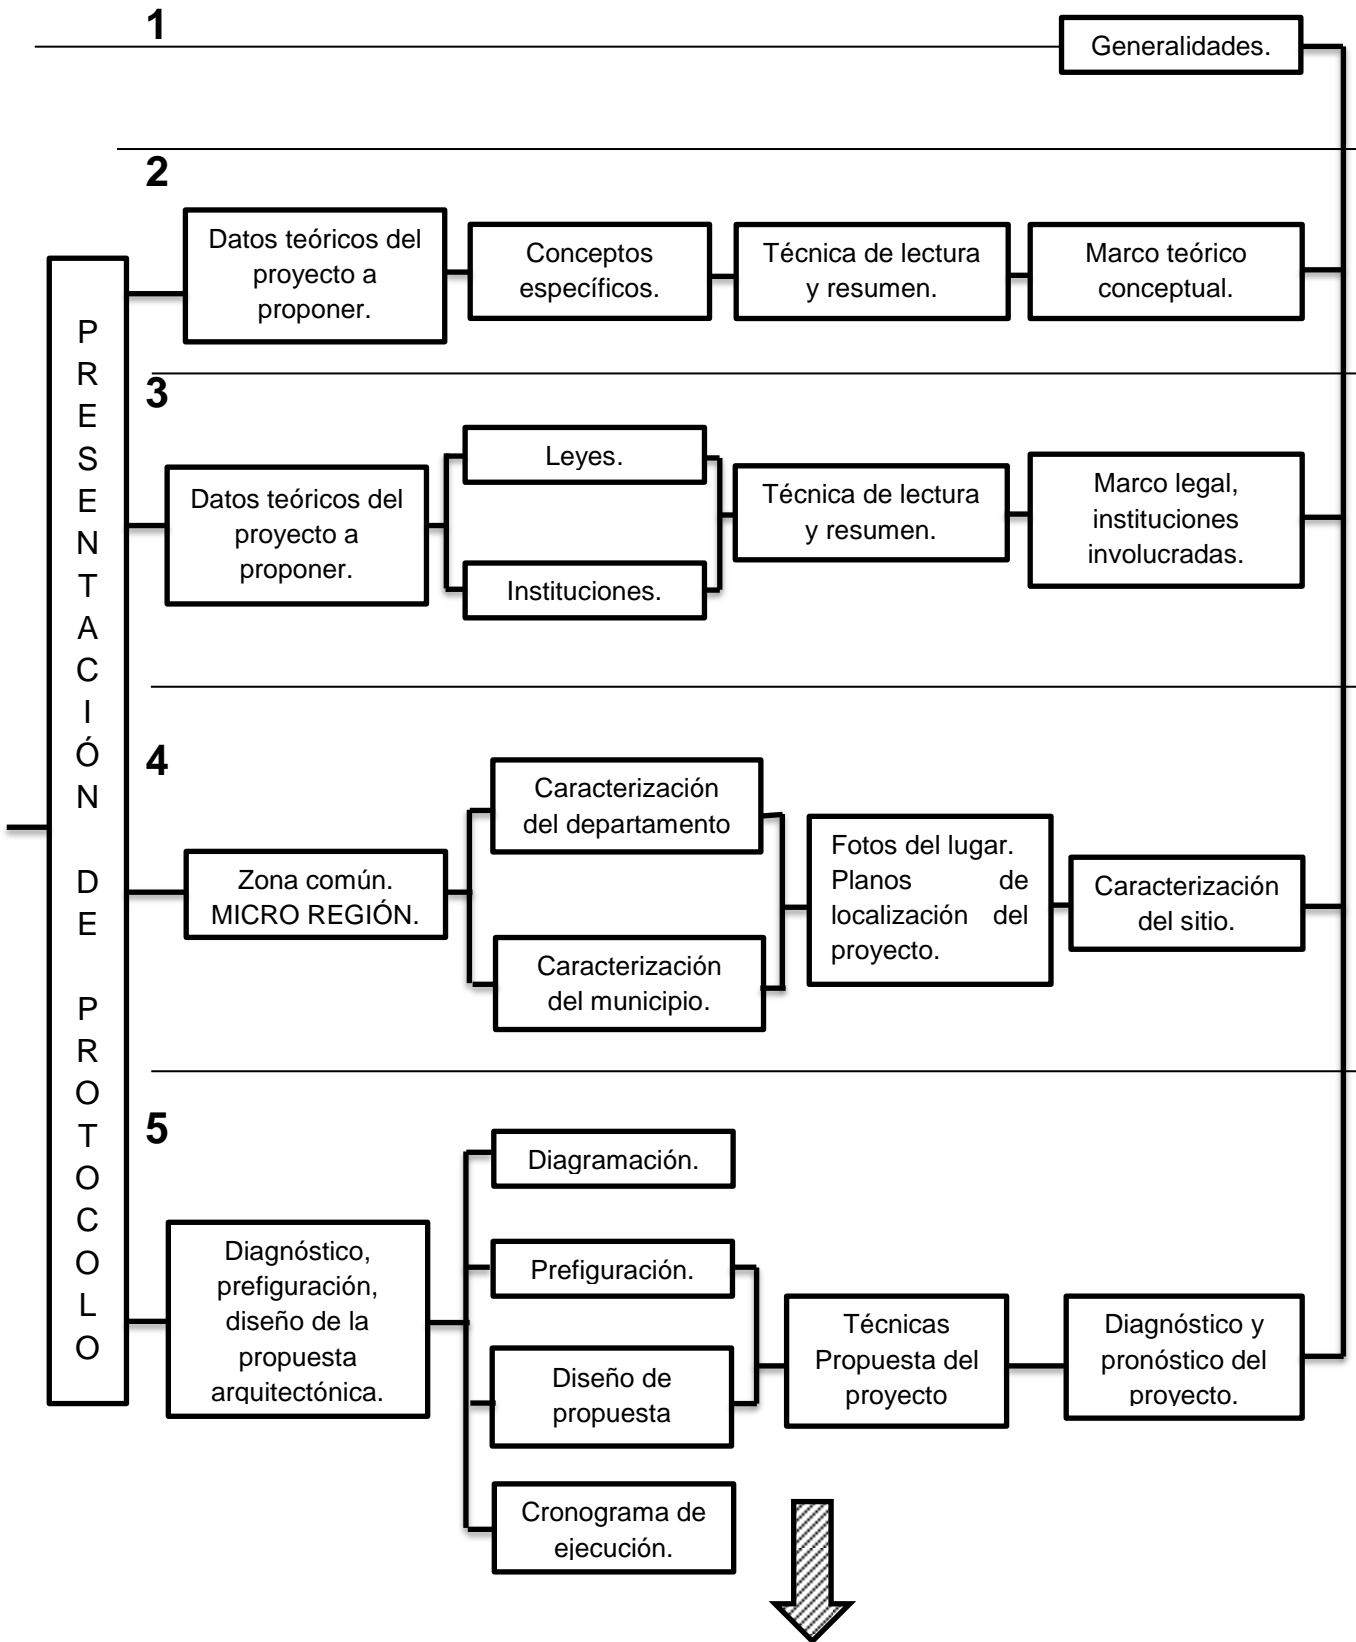 1
Generalidades.
2
Datos teóricos del
proyecto a
proponer.
Conceptos
específicos.
Técnica de lectura
y resumen.
Marco teórico
conceptual.
PRESENTACIÓN DE PROTOCOLO
3
Datos teóricos del
proyecto a
proponer.
Leyes.
Instituciones.
Técnica de lectura
y resumen.
Marco legal,
instituciones
involucradas.
4
Zona común.
MICRO REGIÓN.
Caracterización
del departamento
Caracterización
del municipio.
Fotos del lugar.
Planos de
localización del
proyecto.
Caracterización
del sitio.
5
Diagnóstico,
prefiguración,
diseño de la
propuesta
arquitectónica.
Diagramación.
Prefiguración.
Diseño de
propuesta
Cronograma de
ejecución.
Técnicas
Propuesta del
proyecto
Diagnóstico y
pronóstico del
proyecto.